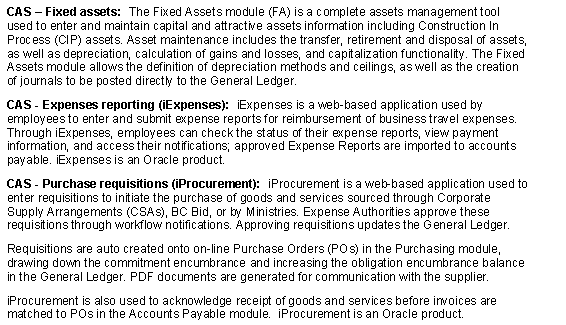 CAS – Fixed assets: The Fixed Assets module (FA) is a complete assets management tool
used to enter and maintain capital and attractive assets information including Construction In
Process (CIP) assets. Asset maintenance includes the transfer, retirement and disposal of assets,
as well as depreciation, calculation of gains and losses, and capitalization functionality. The Fixed
Assets module allows the definition of depreciation methods and ceilings, as well as the creation
of journals to be posted directly to the General Ledger.
CAS - Expenses reporting (iExpenses): iExpenses is a web-based application used by
employees to enter and submit expense reports for reimbursement of business travel expenses.
Through iExpenses, employees can check the status of their expense reports, view payment
information, and access their notifications; approved Expense Reports are imported to accounts
payable. iExpenses is an Oracle product.
CAS - Purchase requisitions (iProcurement): iProcurement is a web-based application used to
enter requisitions to initiate the purchase of goods and services sourced through Corporate
Supply Arrangements (CSAs), BC Bid, or by Ministries. Expense Authorities approve these
requisitions through workflow notifications. Approving requisitions updates the General Ledger.
Requisitions are auto created onto on-line Purchase Orders (POs) in the Purchasing module,
drawing down the commitment encumbrance and increasing the obligation encumbrance balance
in the General Ledger. PDF documents are generated for communication with the supplier.
iProcurement is also used to acknowledge receipt of goods and services before invoices are
matched to POs in the Accounts Payable module. iProcurement is an Oracle product.